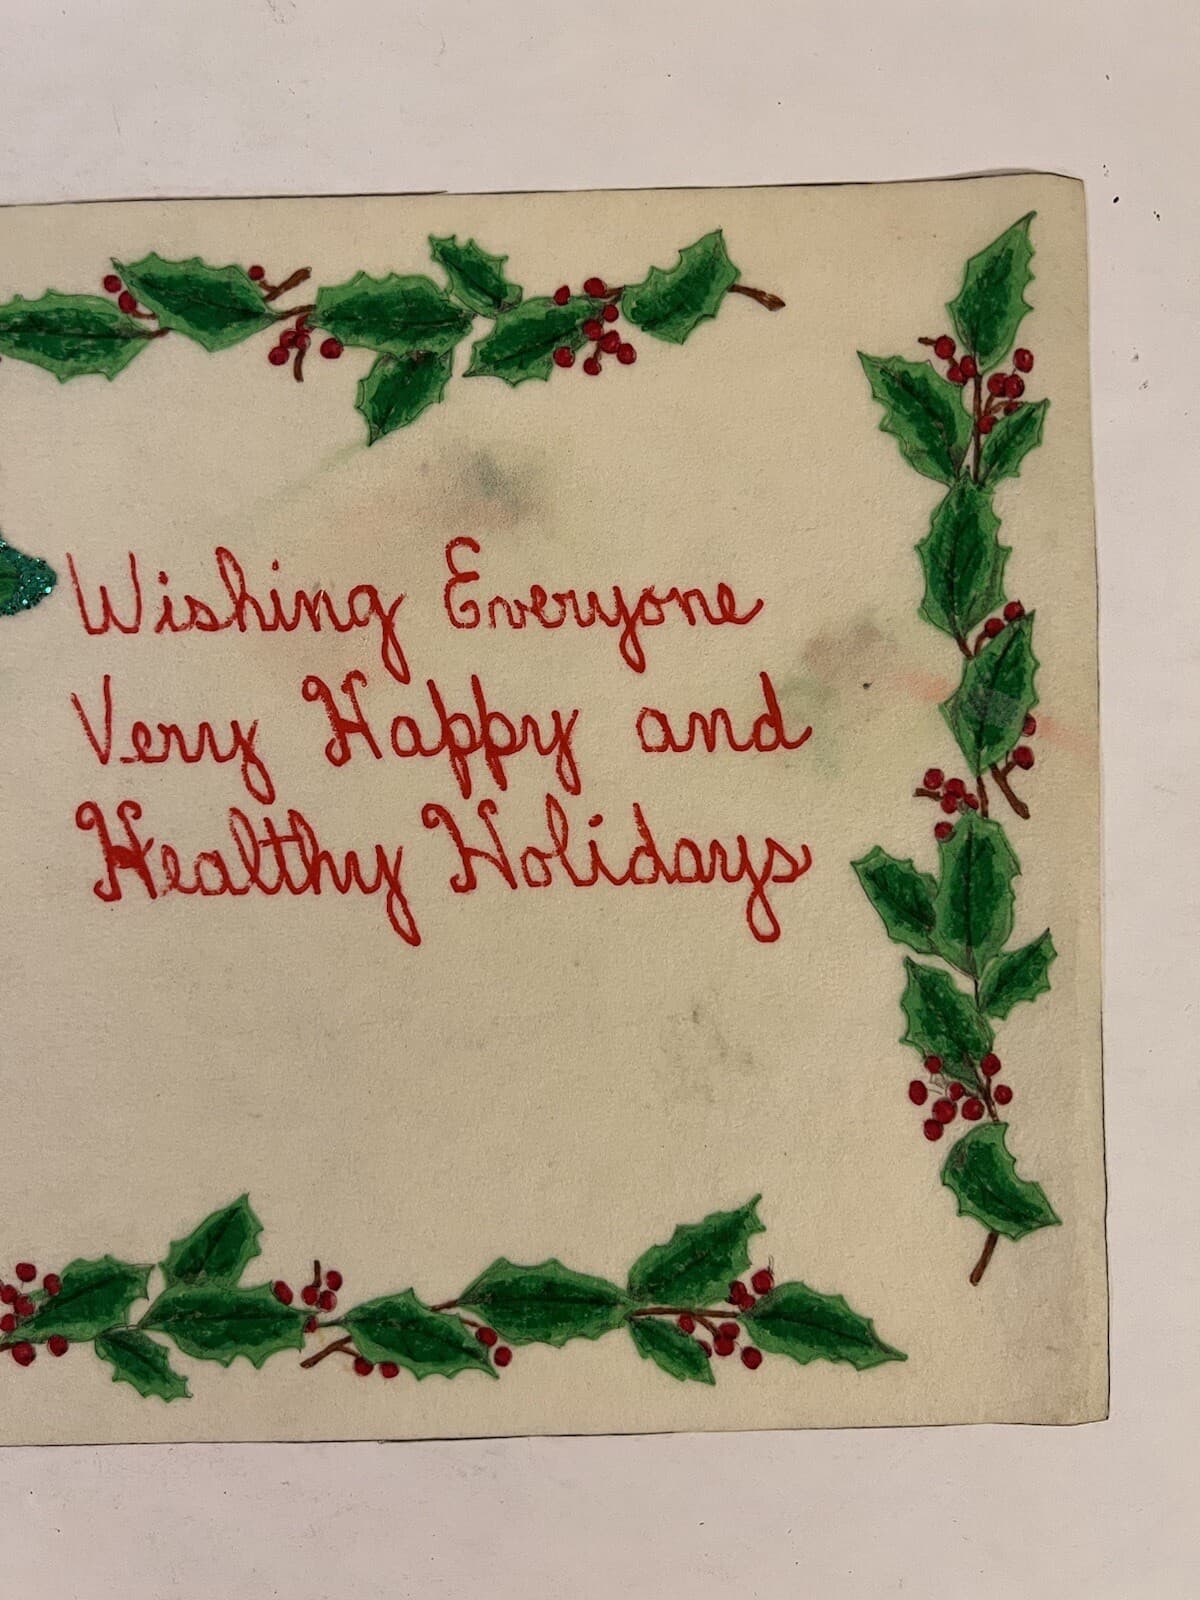 Wishing Everyone
Very Happy and
Healthy Holidays